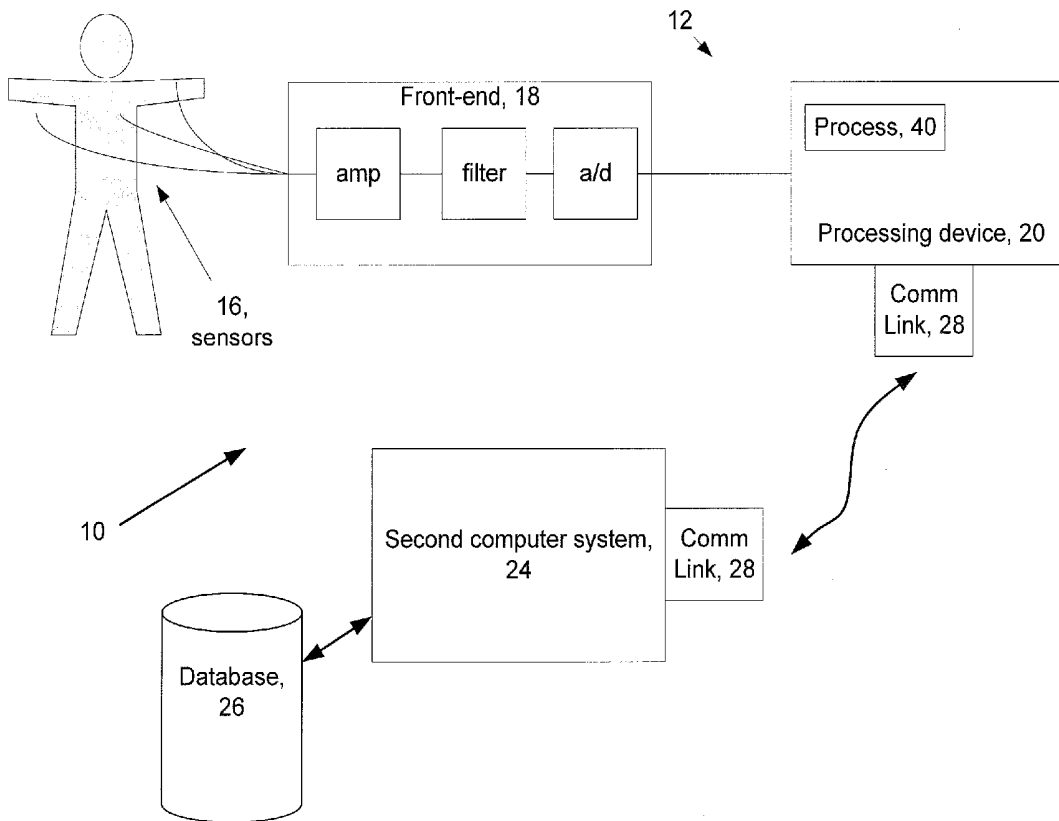 12
Front-end, 18
amp
filter
a/d
Process, 40
Processing device, 20
Comm
Link, 28
16,
sensors
10
Second computer system,
24
Comm
Link, 28
Database,
26